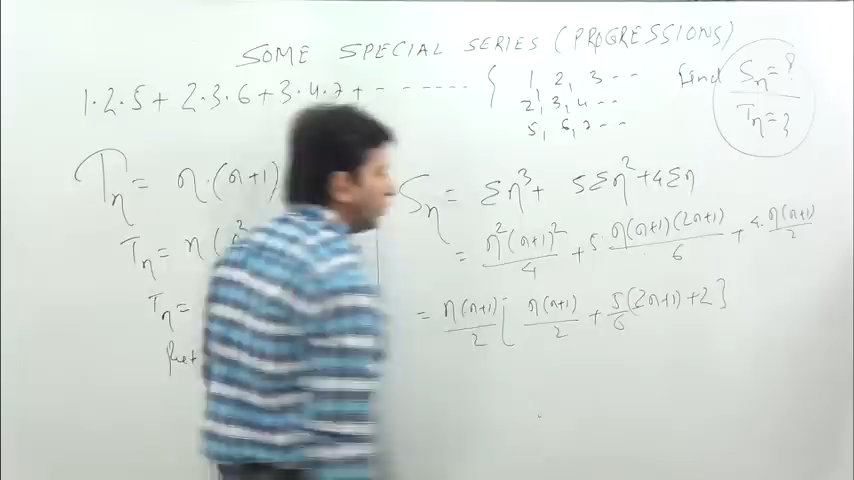 SOME SPECIAL SERIES (PROGRESSIONS)
1·2·5 + 2·3·6 + 3·4·7 + - - - - - - -
{ 1, 2, 3 - -
2, 3, 4 - -
5, 6, 7 - -
find Sn = ?
Tn = ?
Tn = n·(n+1)
Tn = n(n²
Tn =
Put
Sn = Σn³ + 5Σn² + 4Σn
= n²(n+1)²/4 + 5·n(n+1)(2n+1)/6 + 4·n(n+1)/2
= n(n+1)/2 [ n(n+1)/2 + 5/6(2n+1) + 2 }